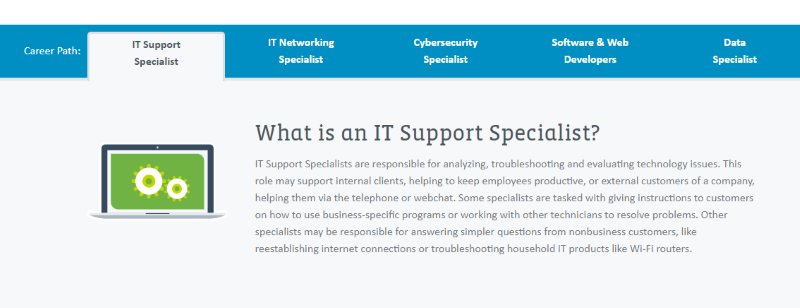 Career Path:
IT Support
Specialist
IT Networking
Specialist
Cybersecurity
Specialist
Software & Web
Developers
Data
Specialist
What is an IT Support Specialist?
IT Support Specialists are responsible for analyzing, troubleshooting and evaluating technology issues. This
role may support internal clients, helping to keep employees productive, or external customers of a company,
helping them via the telephone or webchat. Some specialists are tasked with giving instructions to customers
on how to use business-specific programs or working with other technicians to resolve problems. Other
specialists may be responsible for answering simpler questions from nonbusiness customers, like
reestablishing internet connections or troubleshooting household IT products like Wi-Fi routers.